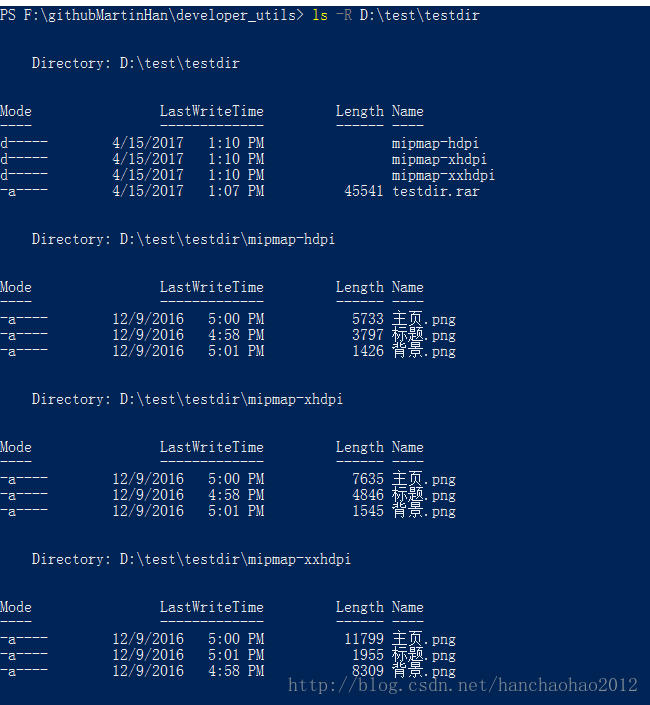 PS F:\githubMartinHan\developer_utils> ls -R D:\test\testdir
Directory: D:\test\testdir
Mode LastWriteTime Length Name
---- ------------- ------ ----
d----- 4/15/2017 1:10 PM mipmap-hdpi
d----- 4/15/2017 1:10 PM mipmap-xhdpi
d----- 4/15/2017 1:10 PM mipmap-xxhdpi
-a---- 4/15/2017 1:07 PM 45541 testdir.rar
Directory: D:\test\testdir\mipmap-hdpi
Mode LastWriteTime Length Name
---- ------------- ------ ----
-a---- 12/9/2016 5:00 PM 5733 主页.png
-a---- 12/9/2016 4:58 PM 3797 标题.png
-a---- 12/9/2016 5:01 PM 1426 背景.png
Directory: D:\test\testdir\mipmap-xhdpi
Mode LastWriteTime Length Name
---- ------------- ------ ----
-a---- 12/9/2016 5:00 PM 7635 主页.png
-a---- 12/9/2016 4:58 PM 4846 标题.png
-a---- 12/9/2016 5:01 PM 1545 背景.png
Directory: D:\test\testdir\mipmap-xxhdpi
Mode LastWriteTime Length Name
---- ------------- ------ ----
-a---- 12/9/2016 5:00 PM 11799 主页.png
-a---- 12/9/2016 5:01 PM 1955 标题.png
-a---- 12/9/2016 4:58 PM 8309 背景.png
http://blog.csdn.net/hanchaohao2012